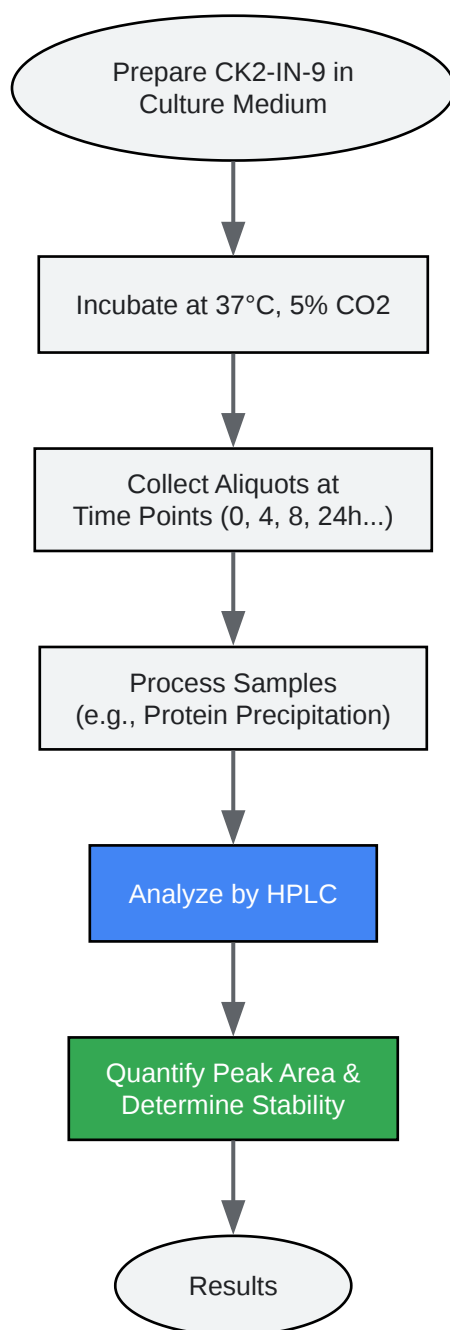 Prepare CK2-IN-9 in
Culture Medium
Incubate at 37°C, 5% CO2
Collect Aliquots at
Time Points (0, 4, 8, 24h...)
Process Samples
(e.g., Protein Precipitation)
Analyze by HPLC
Quantify Peak Area &
Determine Stability
Results